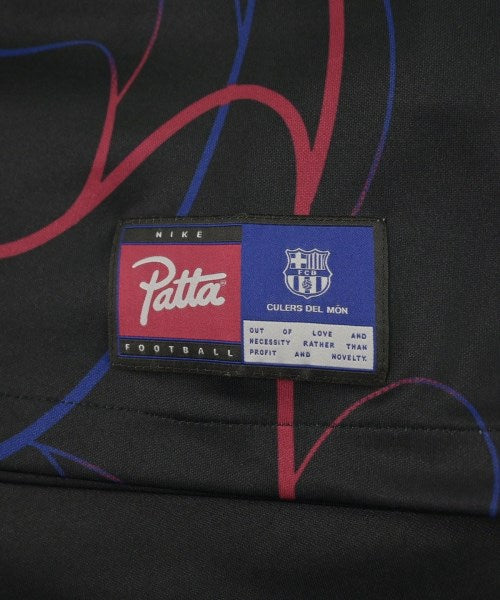 NIKE
Patta
FOOTBALL
FCB
CULERS DEL MÓN
OUT OF LOVE AND
NECESSITY RATHER THAN
PROFIT AND NOVELTY.